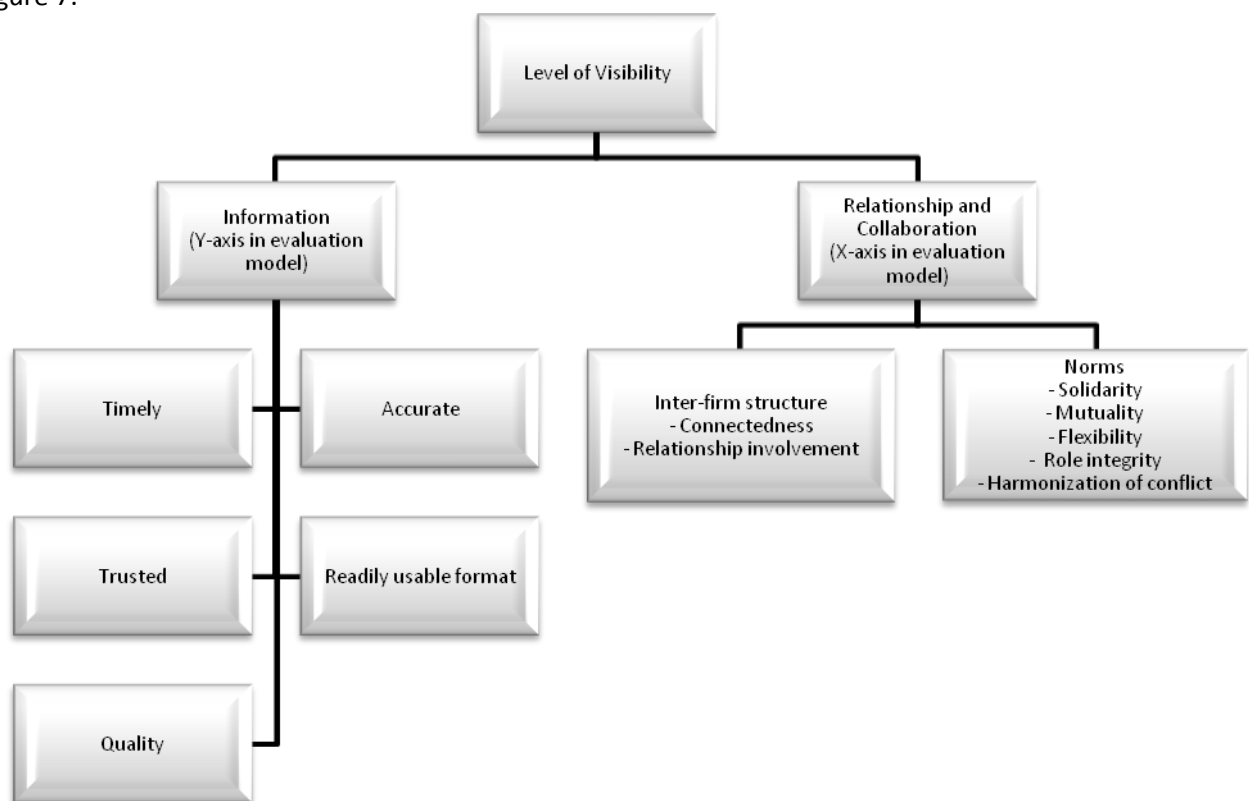 gure 7.
Level of Visibility
Information
(Y-axis in evaluation
model)
Relationship and
Collaboration
(X-axis in evaluation
model)
Timely
Accurate
Inter-firm structure
- Connectedness
- Relationship involvement
Norms
- Solidarity
- Mutuality
- Flexibility
- Role integrity
- Harmonization of conflict
Trusted
Readily usable format
Quality